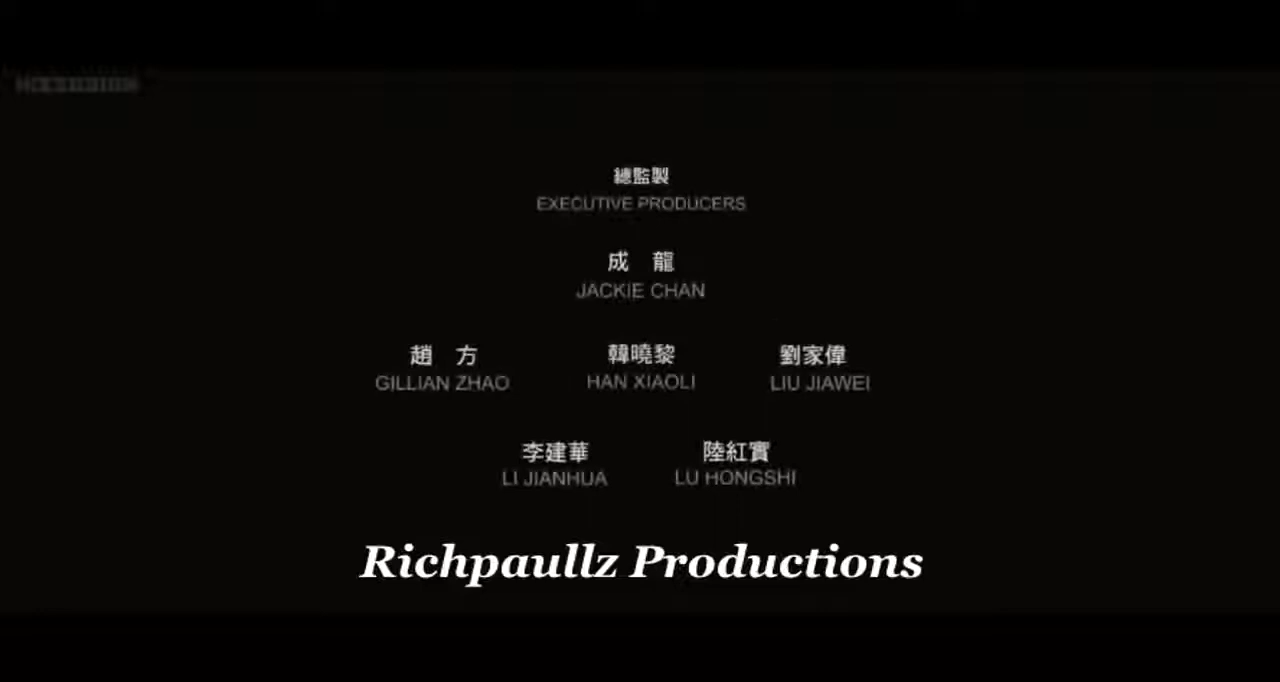 總監製
EXECUTIVE PRODUCERS
成 龍
JACKIE CHAN
趙 方 韓曉黎 劉家偉
GILLIAN ZHAO HAN XIAOLI LIU JIAWEI
李建華 陸紅實
LI JIANHUA LU HONGSHI
Richpaullz Productions